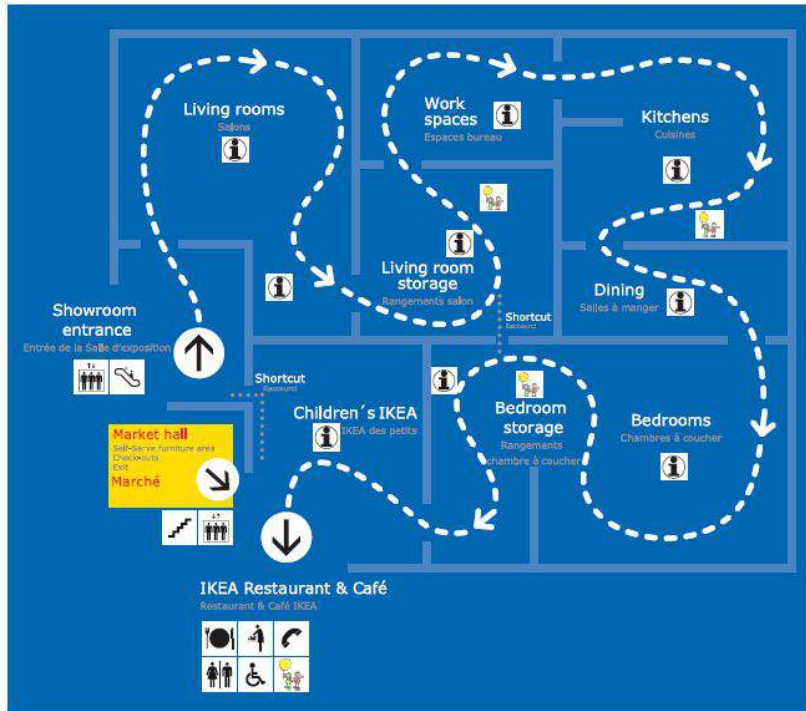 Living rooms
Salons
Work
spaces
Espaces bureau
Kitchens
Cuisines
Living room
storage
Rangements salon
Dining
Salles à manger
Showroom
entrance
Entrée de la Salle d'exposition
Shortcut
Raccourci
Shortcut
Raccourci
Children´s IKEA
IKEA des petits
Bedroom
storage
Rangements
chambre à coucher
Bedrooms
Chambres à coucher
Market hall
Self-Serve furniture area
Check-outs
Exit
Marché
IKEA Restaurant & Café
Restaurant & Café IKEA